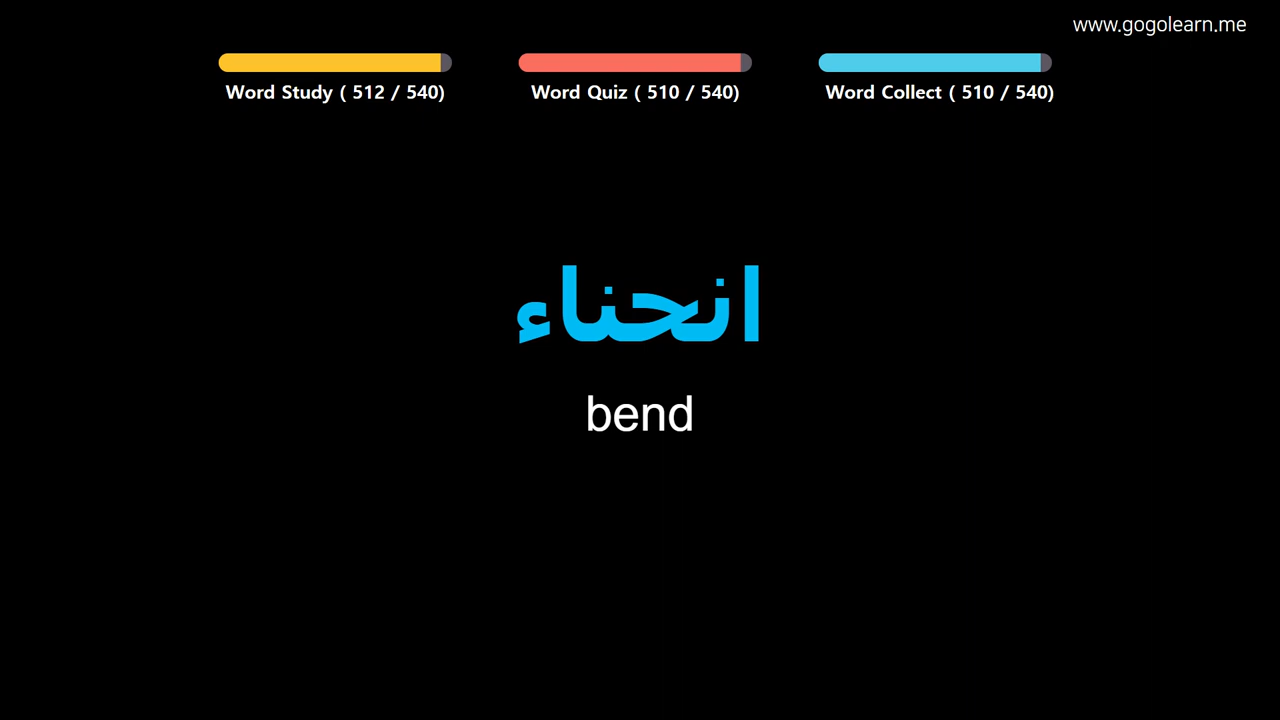 www.gogolearn.me
Word Study ( 512 / 540)
Word Quiz ( 510 / 540)
Word Collect ( 510 / 540)
انحناء
bend